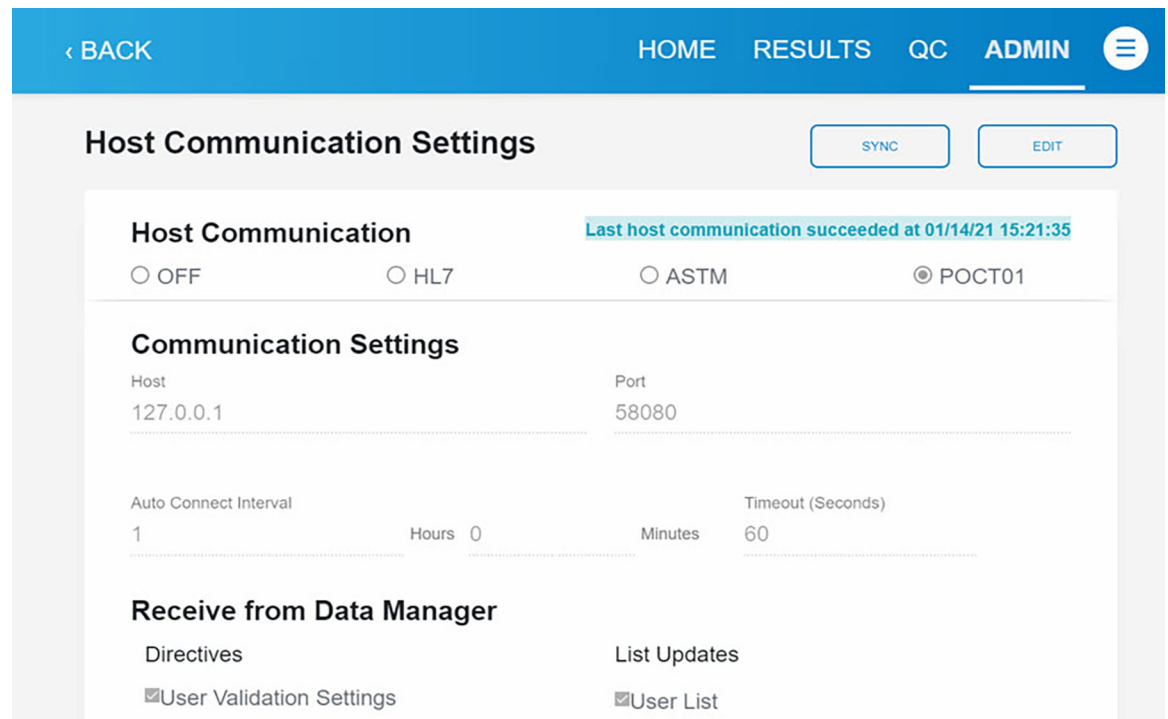 ‹ BACK HOME RESULTS QC ADMIN
Host Communication Settings SYNC EDIT
Host Communication Last host communication succeeded at 01/14/21 15:21:35
OFF HL7 ASTM POCT01
Communication Settings
Host Port
127.0.0.1 58080
Auto Connect Interval Timeout (Seconds)
1 Hours 0 Minutes 60
Receive from Data Manager
Directives List Updates
User Validation Settings User List